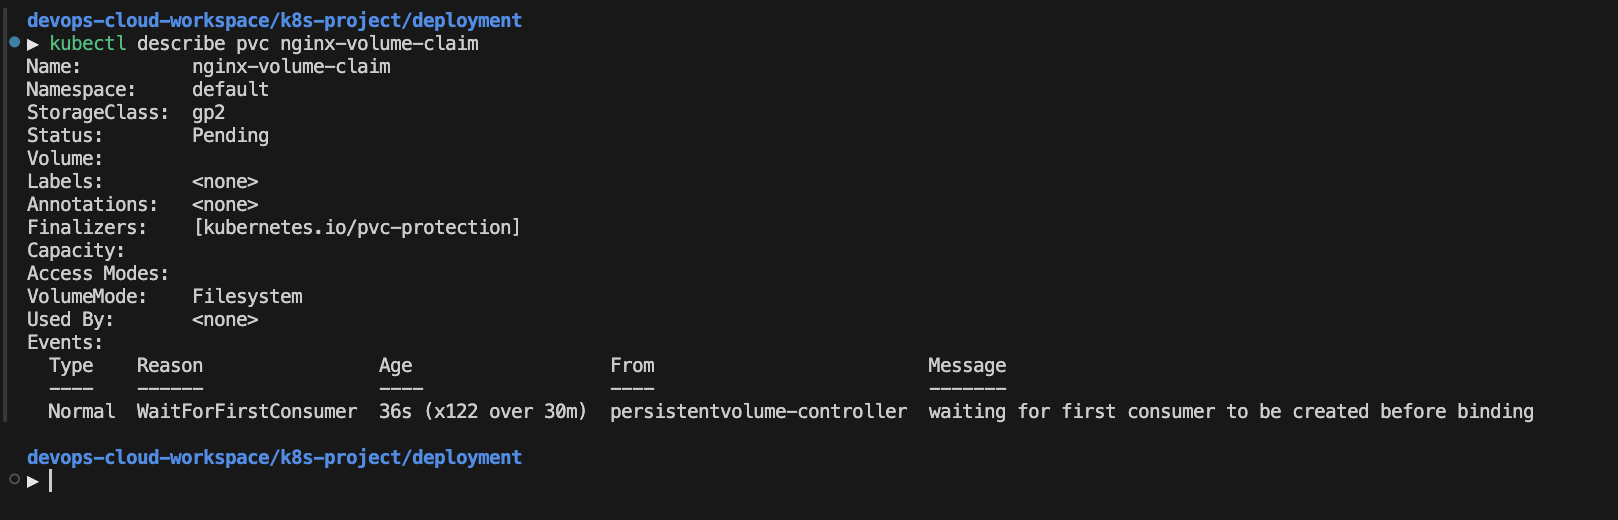 devops-cloud-workspace/k8s-project/deployment
▶ kubectl describe pvc nginx-volume-claim
Name:          nginx-volume-claim
Namespace:     default
StorageClass:  gp2
Status:        Pending
Volume:
Labels:        <none>
Annotations:   <none>
Finalizers:    [kubernetes.io/pvc-protection]
Capacity:
Access Modes:
VolumeMode:    Filesystem
Used By:       <none>
Events:
  Type    Reason                Age                  From                         Message
  ----    ------                ----                 ----                         -------
  Normal  WaitForFirstConsumer  36s (x122 over 30m)  persistentvolume-controller  waiting for first consumer to be created before binding
devops-cloud-workspace/k8s-project/deployment
▶